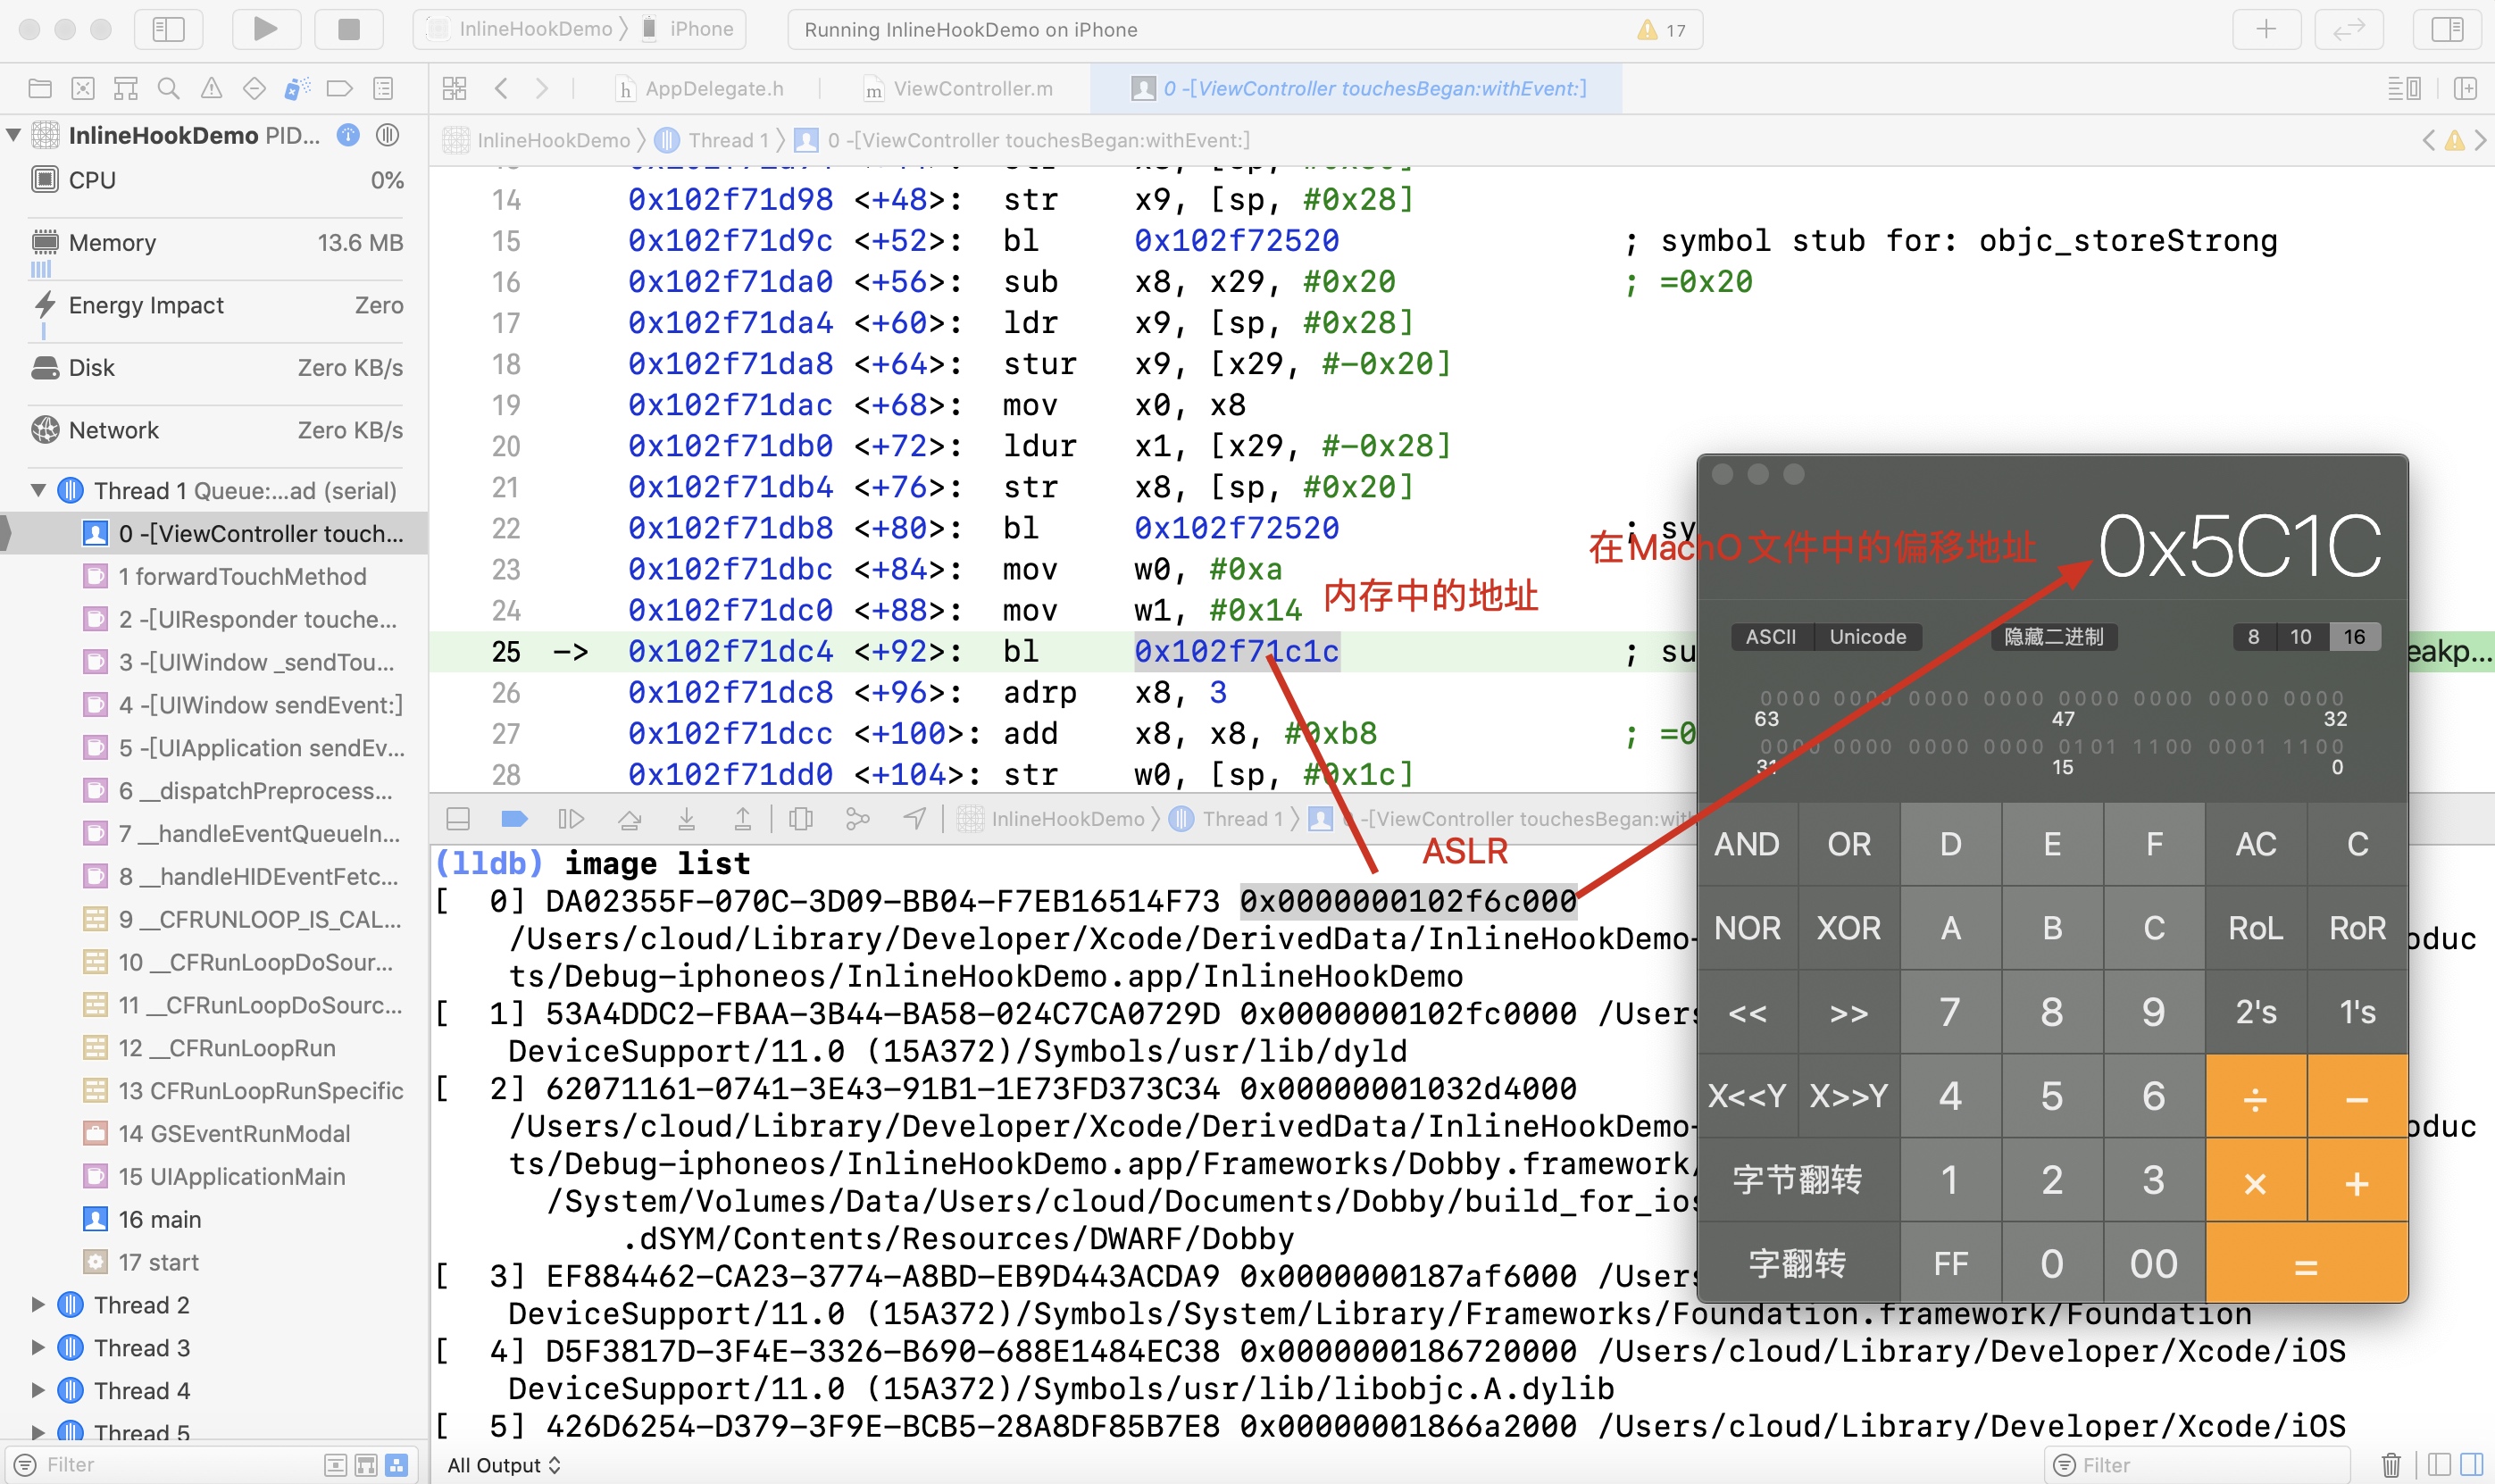 InlineHookDemo 〉 iPhone
Running InlineHookDemo on iPhone
17
AppDelegate.h
ViewController.m
0 -[ViewController touchesBegan:withEvent:]
InlineHookDemo 〉 Thread 1 〉 0 -[ViewController touchesBegan:withEvent:]
InlineHookDemo PID...
CPU 0%
Memory 13.6 MB
Energy Impact Zero
Disk Zero KB/s
Network Zero KB/s
Thread 1 Queue:...ad (serial)
0 -[ViewController touch...
1 forwardTouchMethod
2 -[UIResponder touche...
3 -[UIWindow _sendTou...
4 -[UIWindow sendEvent:]
5 -[UIApplication sendEv...
6 __dispatchPreprocess...
7 __handleEventQueueIn...
8 __handleHIDEventFetc...
9 __CFRUNLOOP_IS_CAL...
10 __CFRunLoopDoSour...
11 __CFRunLoopDoSourc...
12 __CFRunLoopRun
13 CFRunLoopRunSpecific
14 GSEventRunModal
15 UIApplicationMain
16 main
17 start
Thread 2
Thread 3
Thread 4
Thread 5
Filter
14 0x102f71d98 <+48>: str x9, [sp, #0x28]
15 0x102f71d9c <+52>: bl 0x102f72520 ; symbol stub for: objc_storeStrong
16 0x102f71da0 <+56>: sub x8, x29, #0x20 ; =0x20
17 0x102f71da4 <+60>: ldr x9, [sp, #0x28]
18 0x102f71da8 <+64>: stur x9, [x29, #-0x20]
19 0x102f71dac <+68>: mov x0, x8
20 0x102f71db0 <+72>: ldur x1, [x29, #-0x28]
21 0x102f71db4 <+76>: str x8, [sp, #0x20]
22 0x102f71db8 <+80>: bl 0x102f72520 ; sy
23 0x102f71dbc <+84>: mov w0, #0xa
24 0x102f71dc0 <+88>: mov w1, #0x14
25 -> 0x102f71dc4 <+92>: bl 0x102f71c1c ; su eakp...
26 0x102f71dc8 <+96>: adrp x8, 3
27 0x102f71dcc <+100>: add x8, x8, #0xb8 ; =0
28 0x102f71dd0 <+104>: str w0, [sp, #0x1c]
内存中的地址
在MachO文件中的偏移地址
ASLR
InlineHookDemo 〉 Thread 1 〉 0 -[ViewController touchesBegan:wit
(lldb) image list
[ 0] DA02355F-070C-3D09-BB04-F7EB16514F73 0x0000000102f6c000
/Users/cloud/Library/Developer/Xcode/DerivedData/InlineHookDemo- oduc
ts/Debug-iphoneos/InlineHookDemo.app/InlineHookDemo
[ 1] 53A4DDC2-FBAA-3B44-BA58-024C7CA0729D 0x0000000102fc0000 /Users
DeviceSupport/11.0 (15A372)/Symbols/usr/lib/dyld
[ 2] 62071161-0741-3E43-91B1-1E73FD373C34 0x00000001032d4000
/Users/cloud/Library/Developer/Xcode/DerivedData/InlineHookDemo- oduc
ts/Debug-iphoneos/InlineHookDemo.app/Frameworks/Dobby.framework/
/System/Volumes/Data/Users/cloud/Documents/Dobby/build_for_ios
.dSYM/Contents/Resources/DWARF/Dobby
[ 3] EF884462-CA23-3774-A8BD-EB9D443ACDA9 0x0000000187af6000 /Users
DeviceSupport/11.0 (15A372)/Symbols/System/Library/Frameworks/Foundation.framework/Foundation
[ 4] D5F3817D-3F4E-3326-B690-688E1484EC38 0x0000000186720000 /Users/cloud/Library/Developer/Xcode/iOS
DeviceSupport/11.0 (15A372)/Symbols/usr/lib/libobjc.A.dylib
[ 5] 426D6254-D379-3F9E-BCB5-28A8DF85B7E8 0x00000001866a2000 /Users/cloud/Library/Developer/Xcode/iOS
All Output
Filter
0x5C1C
ASCII Unicode 隐藏二进制 8 10 16
0000 0000 0000 0000 0000 0000 0000 0000
63 47 32
0000 0000 0000 0000 0101 1100 0001 1100
31 15 0
AND OR D E F AC C
NOR XOR A B C RoL RoR
<< >> 7 8 9 2's 1's
X<<Y X>>Y 4 5 6 ÷ −
字节翻转 1 2 3 × +
字翻转 FF 0 00 =